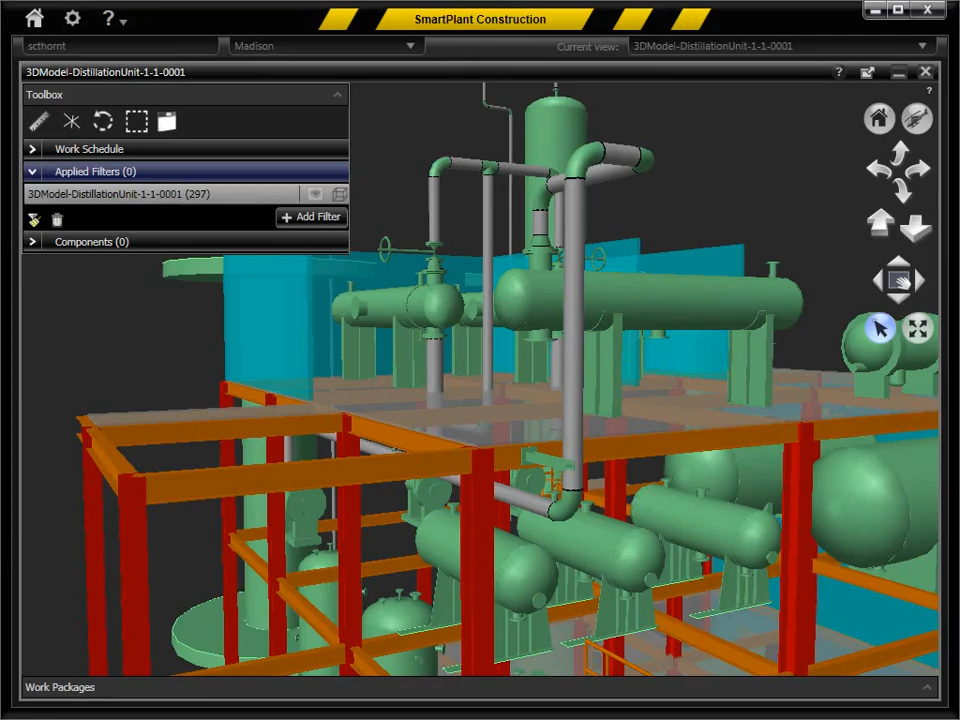 SmartPlant Construction
scthornt
Madison
Current view:
3DModel-DistillationUnit-1-1-0001
3DModel-DistillationUnit-1-1-0001
Toolbox
Work Schedule
Applied Filters (0)
3DModel-DistillationUnit-1-1-0001 (297)
Add Filter
Components (0)
Work Packages